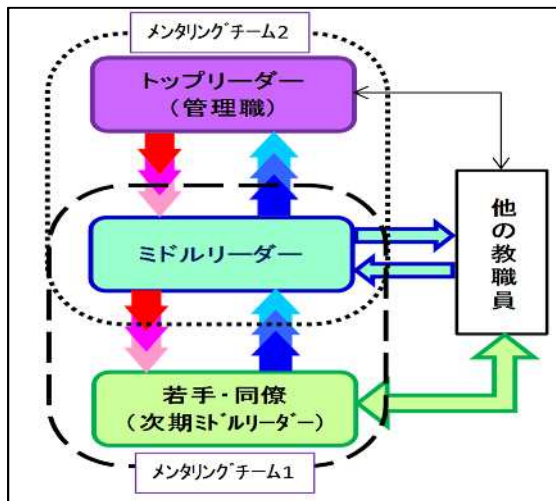 メンタリングチーム2
トップリーダー
(管理職)
ミドルリーダー
他の教職員
若手・同僚
(次期ミドルリーダー)
メンタリングチーム1